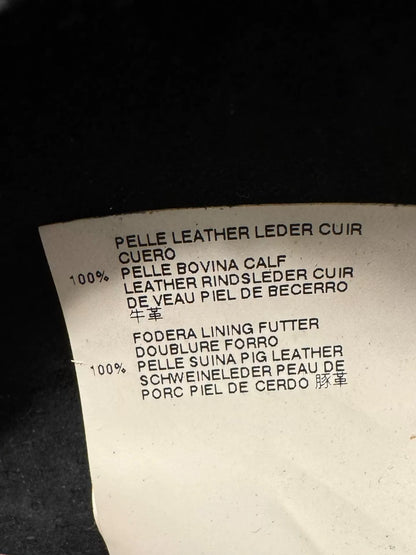 PELLE LEATHER LEDER CUIR
CUERO
100% PELLE BOVINA CALF
LEATHER RINDSLEDER CUIR
DE VEAU PIEL DE BECERRO
牛革
FODERA LINING FUTTER
DOUBLURE FORRO
100% PELLE SUINA PIG LEATHER
SCHWEINELEDER PEAU DE
PORC PIEL DE CERDO 豚革